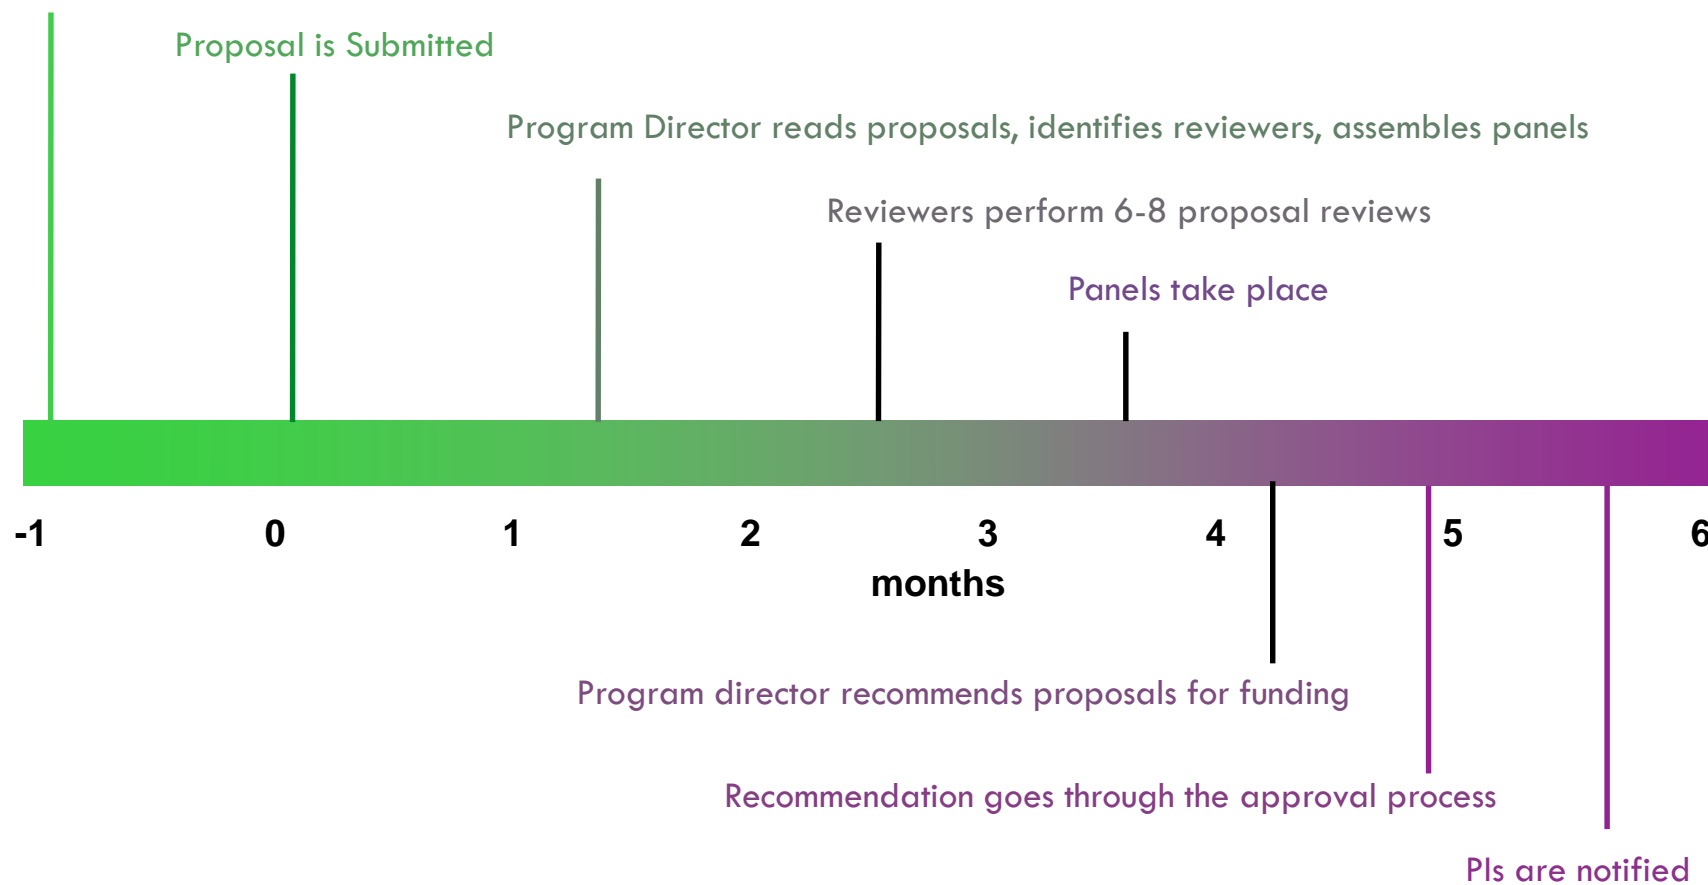 Proposal is Submitted
Program Director reads proposals, identifies reviewers, assembles panels
Reviewers perform 6-8 proposal reviews
Panels take place
-1 0 1 2 3 4 5 6
months
Program director recommends proposals for funding
Recommendation goes through the approval process
PIs are notified